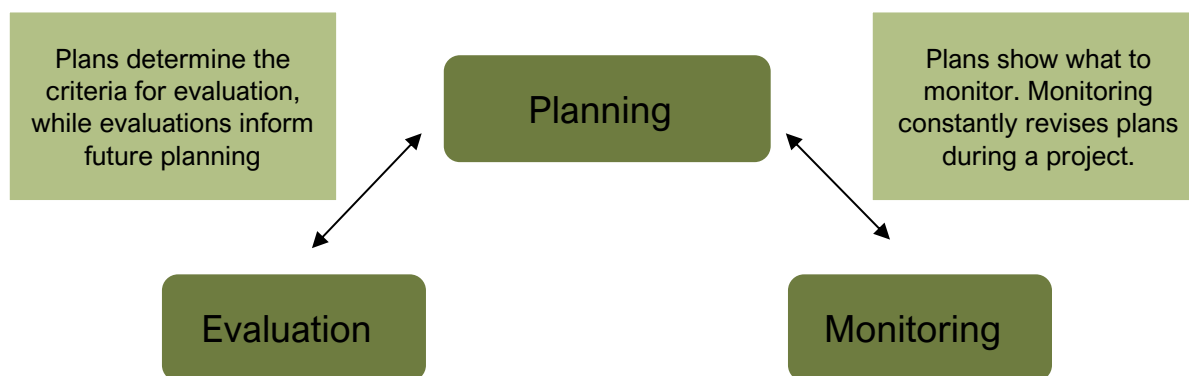 Plans determine the
criteria for evaluation,
while evaluations inform
future planning
Planning
Plans show what to
monitor. Monitoring
constantly revises plans
during a project.
Evaluation
Monitoring